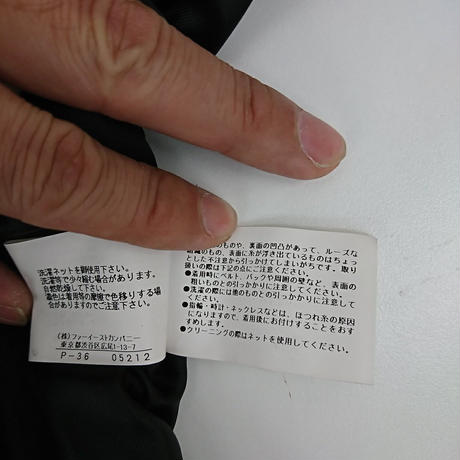 洗濯ネットを御使用下さい。
洗濯等で少々縮む場合があります。
自然乾燥して下さい。
濃色は着用等の摩擦で色移りする場
合がありますのでご注意下さい。
(株)ファーイーストカンパニー
東京都渋谷区広尾1-13-7
P-36 05212
のものや、表面の凹凸があって、ルーズな
のもの、表面に糸が浮き出ているものはちょっ
とした不注意から引っかけてしまいがちです。取り
扱いの際は下記の点にご注意ください。
●着用時にベルト、バックや周囲の壁など、表面の
粗いものとの引っかかりに注意してください。
●洗濯の際には他のものとの引っかかりに注意して
ください。
●指輪・時計・ネックレスなどは、ほつれ糸の原因
になりますので、着用後にお付けすることをおす
すめします。
●クリーニングの際はネットを使用してください。